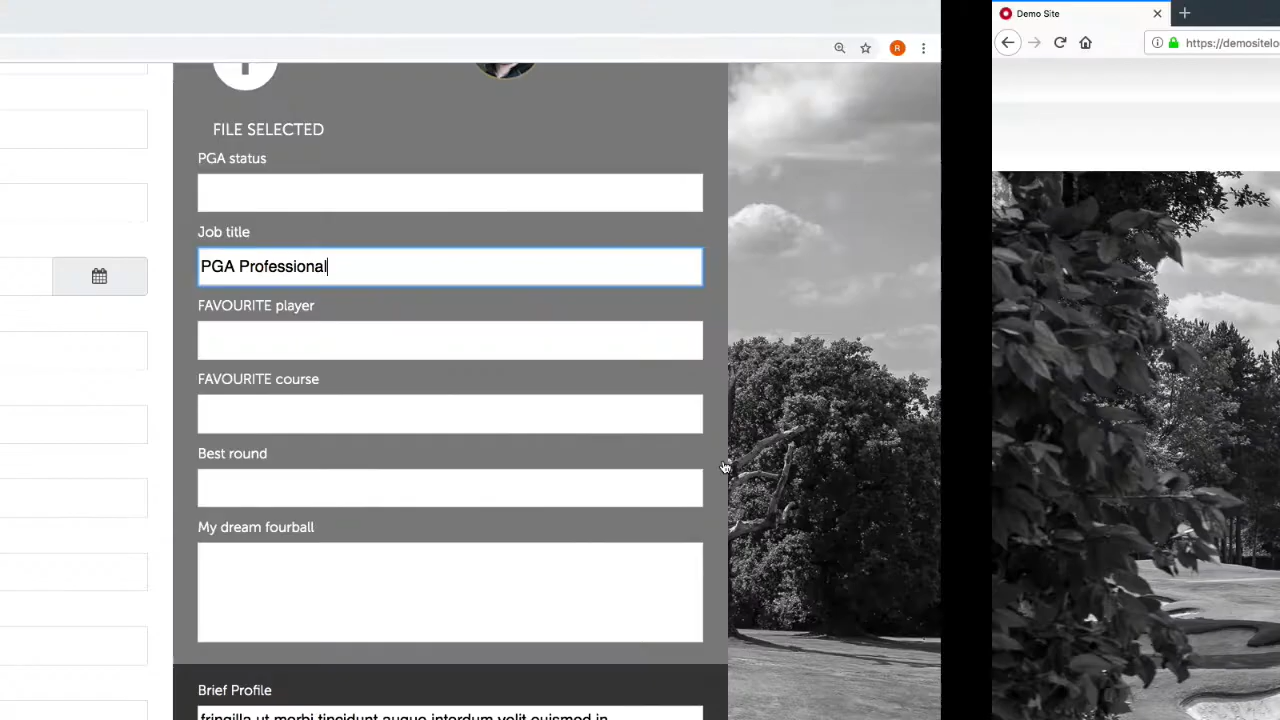 Demo Site
R
https://demositelo
FILE SELECTED
PGA status
Job title
PGA Professional
FAVOURITE player
FAVOURITE course
Best round
My dream fourball
Brief Profile
fringilla ut morbi tincidunt augue interdum velit euismod in